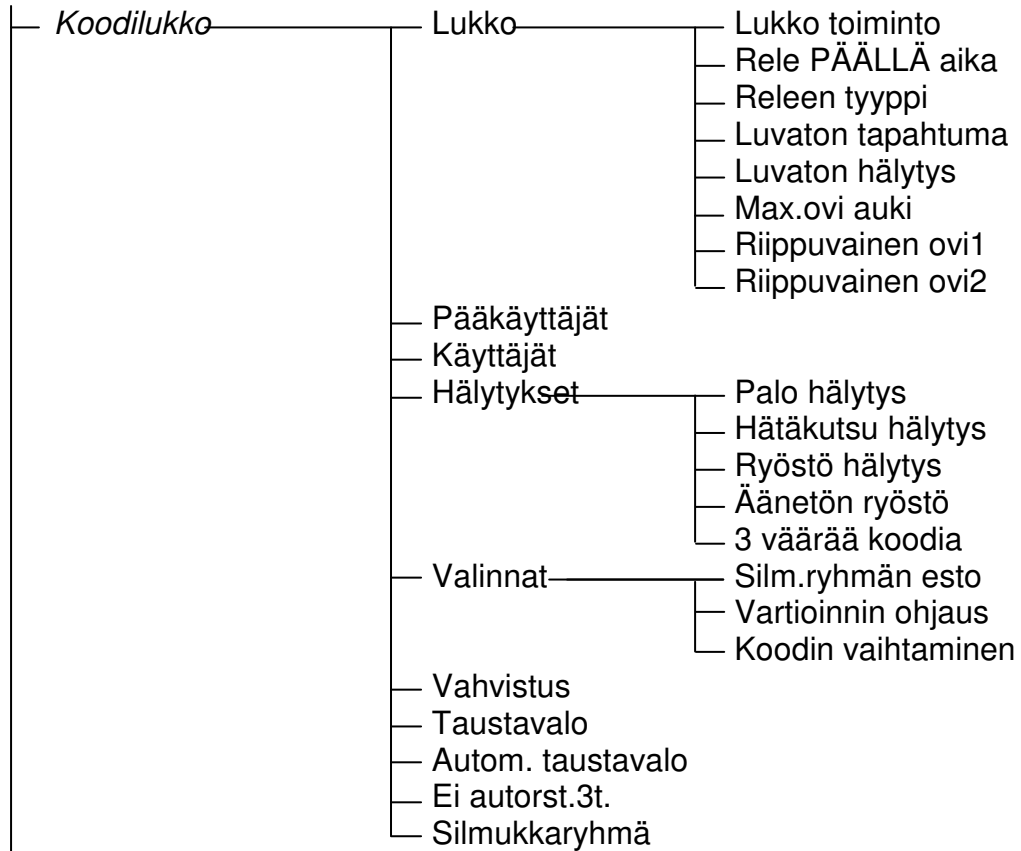 Koodilukko Lukko Lukko toiminto
Rele PÄÄLLÄ aika
Releen tyyppi
Luvaton tapahtuma
Luvaton hälytys
Max.ovi auki
Riippuvainen ovi1
Riippuvainen ovi2
Pääkäyttäjät
Käyttäjät
Hälytykset Palo hälytys
Hätäkutsu hälytys
Ryöstö hälytys
Äänetön ryöstö
3 väärää koodia
Valinnat Silm.ryhmän esto
Vartioinnin ohjaus
Koodin vaihtaminen
Vahvistus
Taustavalo
Autom. taustavalo
Ei autorst.3t.
Silmukkaryhmä